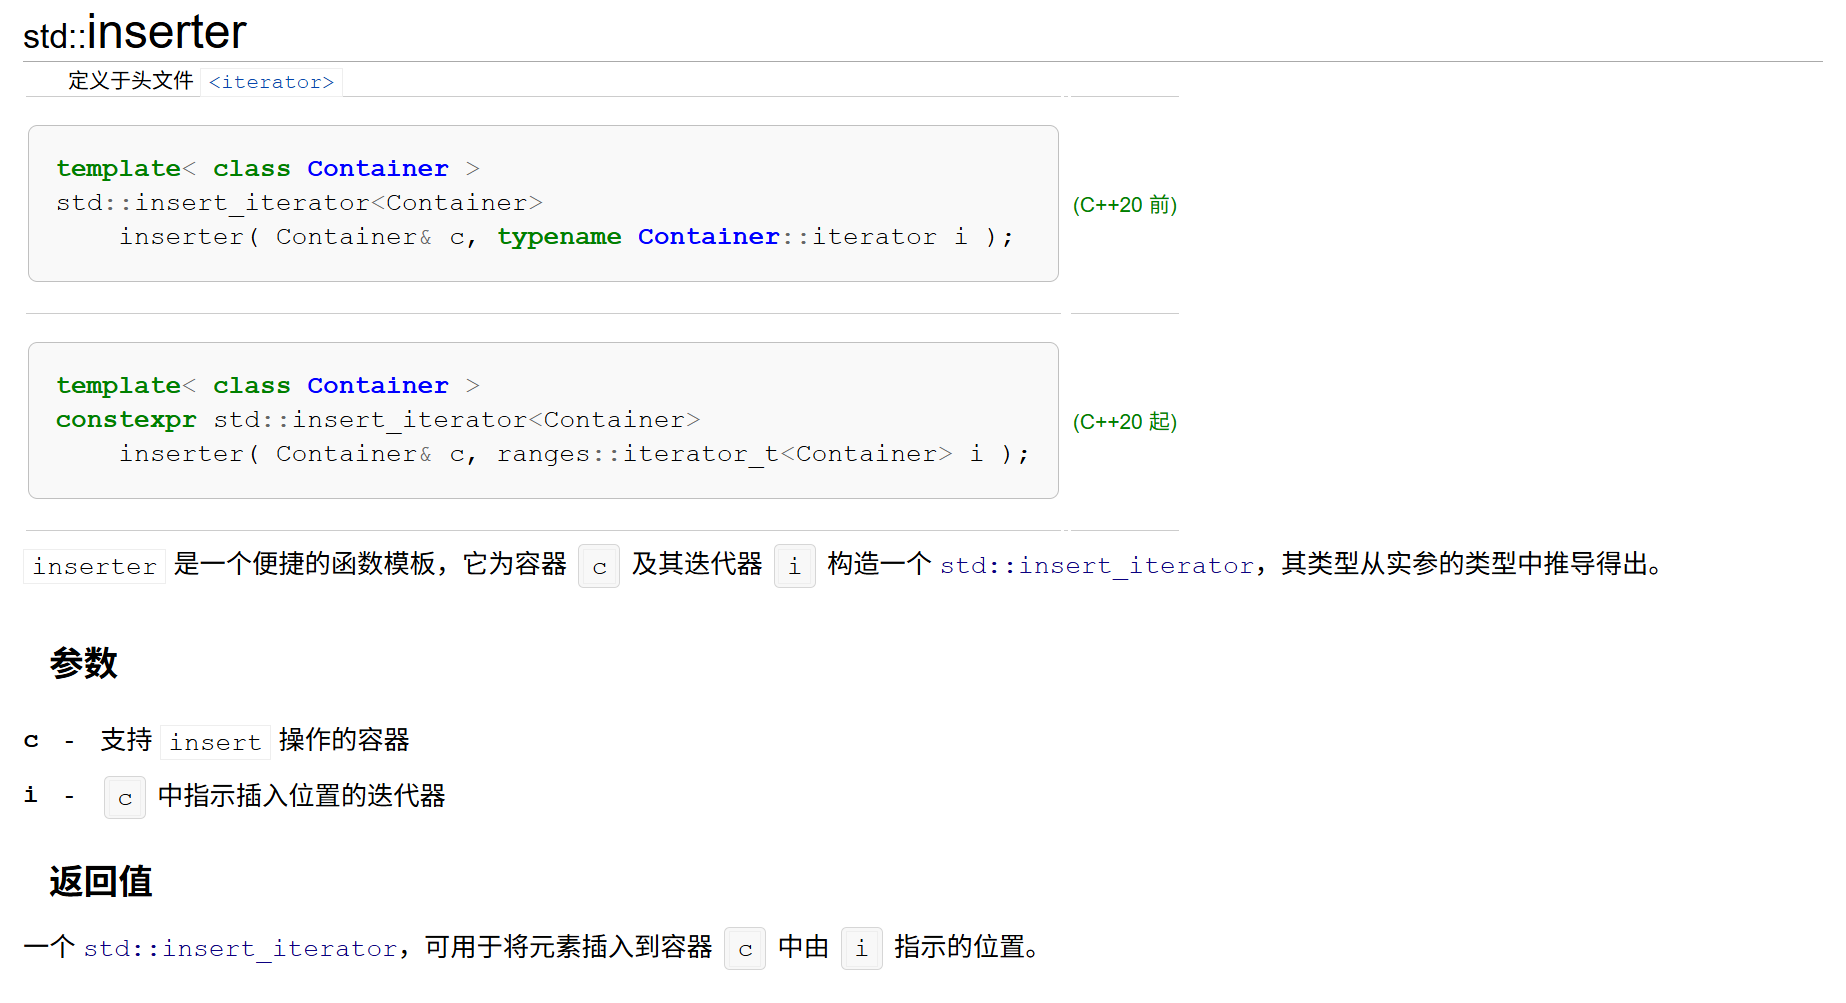 std::inserter
定义于头文件 <iterator>
template< class Container >
std::insert_iterator<Container>
    inserter( Container& c, typename Container::iterator i );
(C++20 前)
template< class Container >
constexpr std::insert_iterator<Container>
    inserter( Container& c, ranges::iterator_t<Container> i );
(C++20 起)
inserter 是一个便捷的函数模板，它为容器 c 及其迭代器 i 构造一个 std::insert_iterator，其类型从实参的类型中推导得出。
参数
c - 支持 insert 操作的容器
i - c 中指示插入位置的迭代器
返回值
一个 std::insert_iterator，可用于将元素插入到容器 c 中由 i 指示的位置。